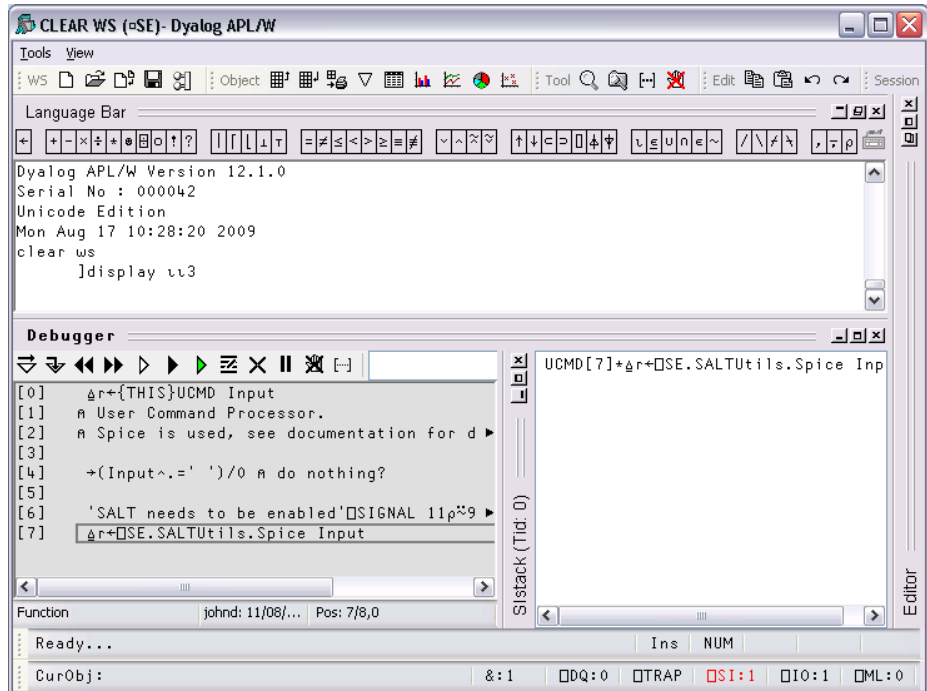 CLEAR WS (¤SE)- Dyalog APL/W
Tools View
WS Object Tool Edit Session
Language Bar
← + - × ÷ * ⍟ ⌹ ○ ! ? | ⌈ ⌊ ⊥ ⊤ = ≠ ≤ < > ≥ ≡ ≢ ∨ ∧ ⍲ ⍱ ↑ ↓ ⊂ ⊃ ⌷ ⍋ ⍒ ⍳ ⍷ ∪ ∩ ∊ ~ / \ ⌿ ⍀ , ⍪ ⍴
Dyalog APL/W Version 12.1.0
Serial No : 000042
Unicode Edition
Mon Aug 17 10:28:20 2009
clear ws
]display ⍳⍳3
Debugger
[0] ⍙r←{THIS}UCMD Input
[1] ⍝ User Command Processor.
[2] ⍝ Spice is used, see documentation for d
[3]
[4] →(Input∧.=' ')/0 ⍝ do nothing?
[5]
[6] 'SALT needs to be enabled'⎕SIGNAL 11⍴⍨9
[7] ⍙r←⎕SE.SALTUtils.Spice Input
Function johnd: 11/08/... Pos: 7/8,0
SIstack (Tid: 0)
UCMD[7]*⍙r←⎕SE.SALTUtils.Spice Inp
Editor
Ready... Ins NUM
CurObj: &:1 ⎕DQ:0 ⎕TRAP ⎕SI:1 ⎕IO:1 ⎕ML:0